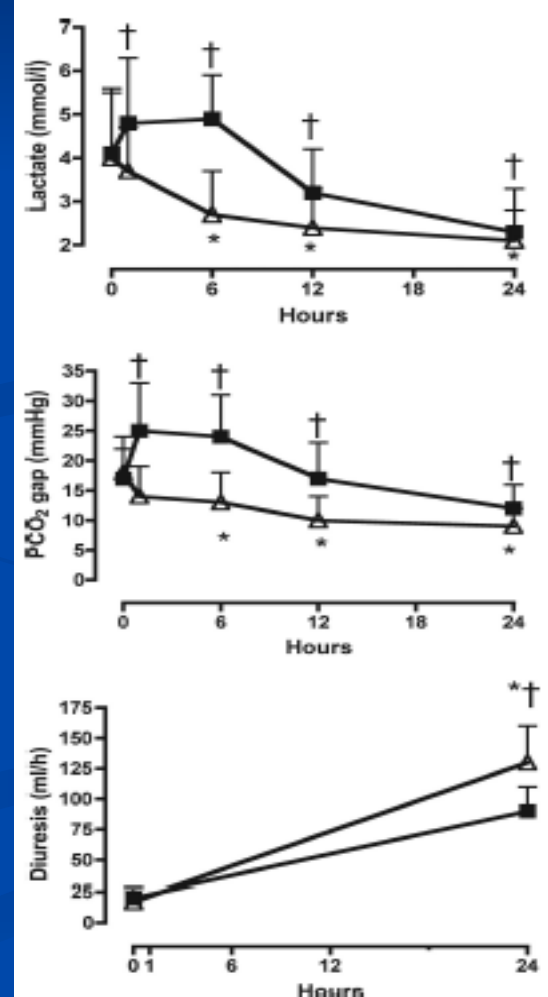 Lactate (mmol/l)
7
6
5
4
3
2
† † † †
* * *
0 6 12 18 24
Hours
PCO₂ gap (mmHg)
35
30
25
20
15
10
5
0
† † † †
* * *
0 6 12 18 24
Hours
Diuresis (ml/h)
175
150
125
100
75
50
25
0
*†
0 1 6 12 24
Hours